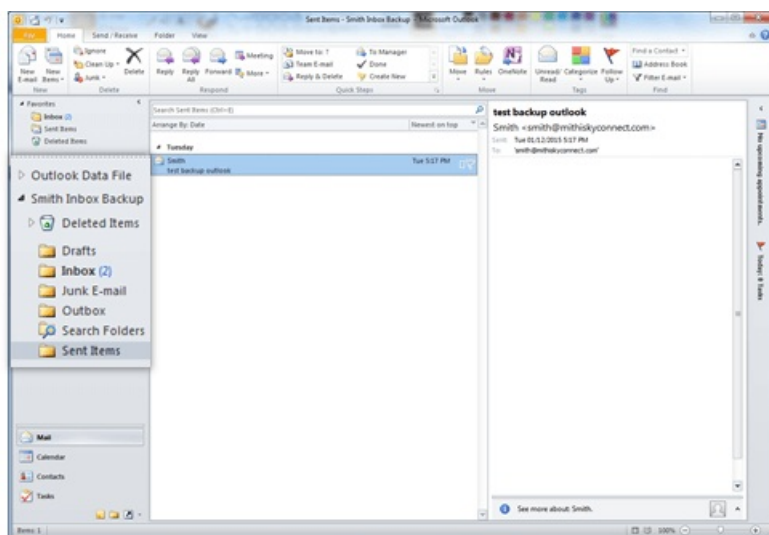 Sent Items - Smith Inbox Backup - Microsoft Outlook
File Home Send / Receive Folder View
New E-mail
New Items
Ignore
Clean Up
Junk
Delete
Reply
Reply All
Forward
Meeting
More
Move to: ?
Team E-mail
Reply & Delete
To Manager
Done
Create New
Move
Rules
OneNote
Unread/ Read
Categorize
Follow Up
Find a Contact
Address Book
Filter E-mail
New Delete Respond Quick Steps Move Tags Find
Favorites
Inbox (2)
Sent Items
Deleted Items
Outlook Data File
Smith Inbox Backup
Deleted Items
Drafts
Inbox (2)
Junk E-mail
Outbox
Search Folders
Sent Items
Mail
Calendar
Contacts
Tasks
Search Sent Items (Ctrl+E)
Arrange By: Date Newest on top
Tuesday
Smith Tue 5:17 PM
test backup outlook
test backup outlook
Smith <smith@mithiskyconnect.com>
Sent: Tue 01/12/2015 5:17 PM
To: 'smith@mithiskyconnect.com'
See more about: Smith.
No upcoming appointments.
Today: 0 Tasks
Items: 1
100%